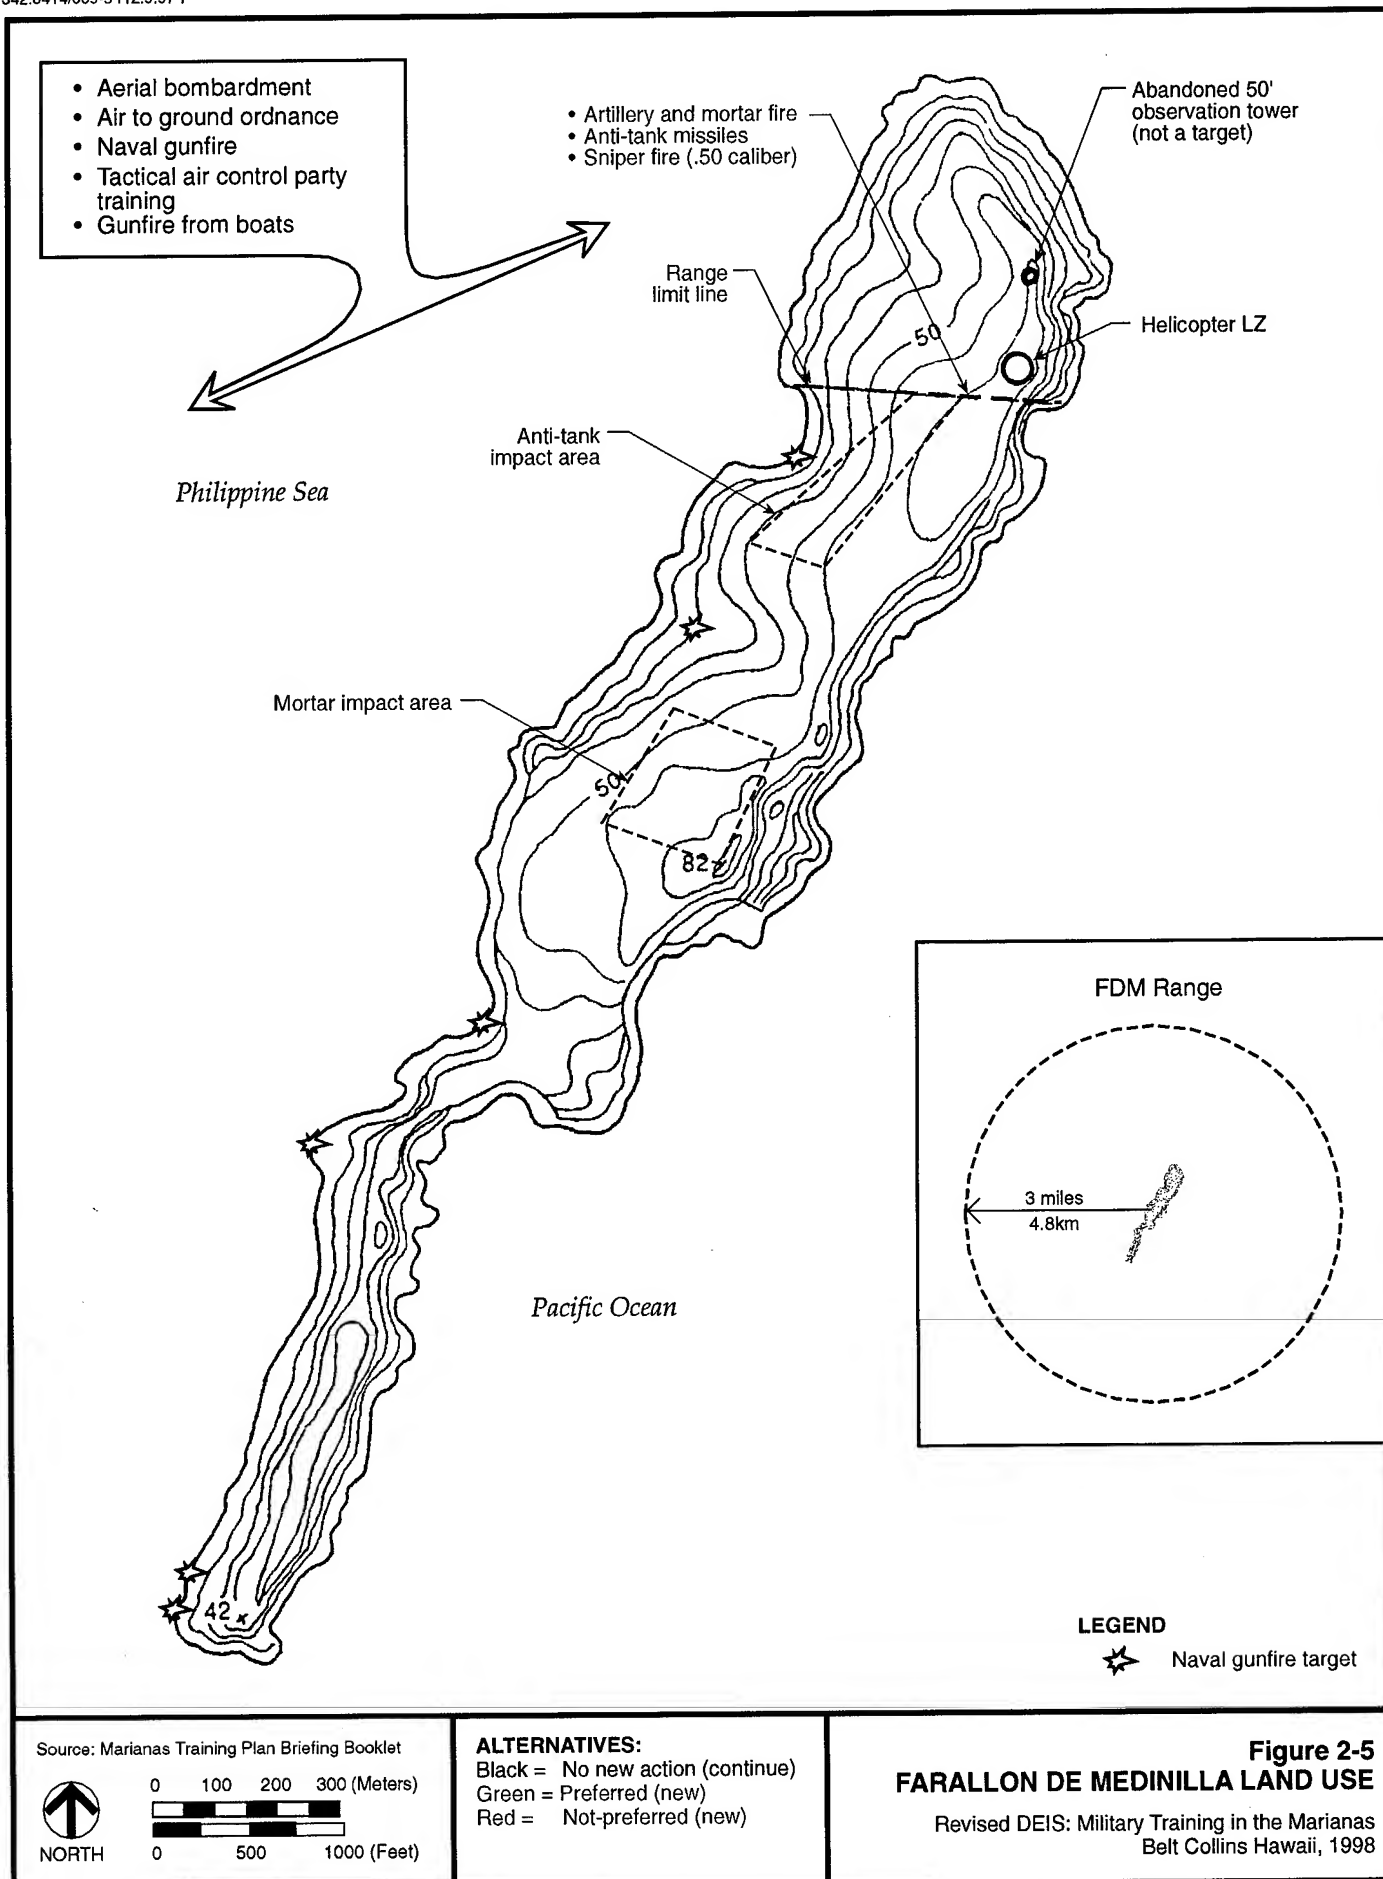 • Aerial bombardment
• Air to ground ordnance
• Naval gunfire
• Tactical air control party
training
• Gunfire from boats
• Artillery and mortar fire
• Anti-tank missiles
• Sniper fire (.50 caliber)
Abandoned 50'
observation tower
(not a target)
Range
limit line
Helicopter LZ
50
Anti-tank
impact area
Philippine Sea
Mortar impact area
50
82
FDM Range
3 miles
4.8km
Pacific Ocean
42 x
LEGEND
Naval gunfire target
Source: Marianas Training Plan Briefing Booklet
0 100 200 300 (Meters)
NORTH
0 500 1000 (Feet)
ALTERNATIVES:
Black = No new action (continue)
Green = Preferred (new)
Red = Not-preferred (new)
Figure 2-5
FARALLON DE MEDINILLA LAND USE
Revised DEIS: Military Training in the Marianas
Belt Collins Hawaii, 1998